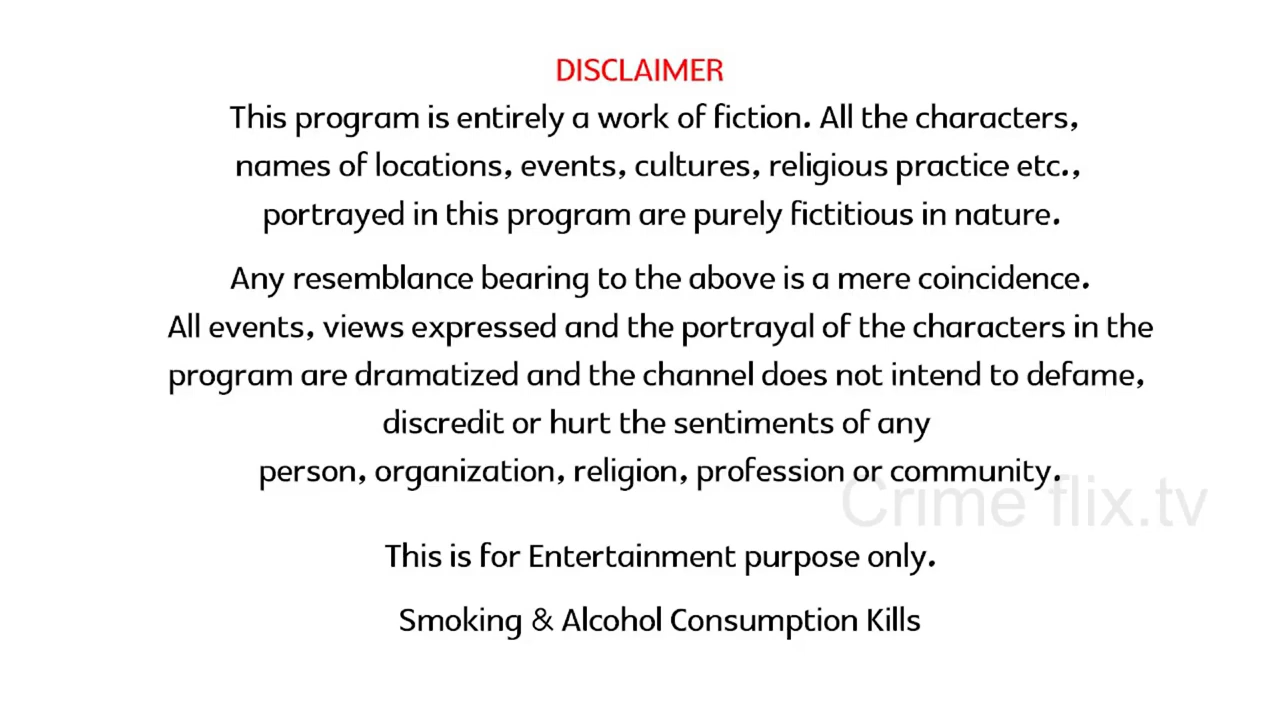 DISCLAIMER
This program is entirely a work of fiction. All the characters,
names of locations, events, cultures, religious practice etc.,
portrayed in this program are purely fictitious in nature.
Any resemblance bearing to the above is a mere coincidence.
All events, views expressed and the portrayal of the characters in the
program are dramatized and the channel does not intend to defame,
discredit or hurt the sentiments of any
person, organization, religion, profession or community.
Crime flix.tv
This is for Entertainment purpose only.
Smoking & Alcohol Consumption Kills